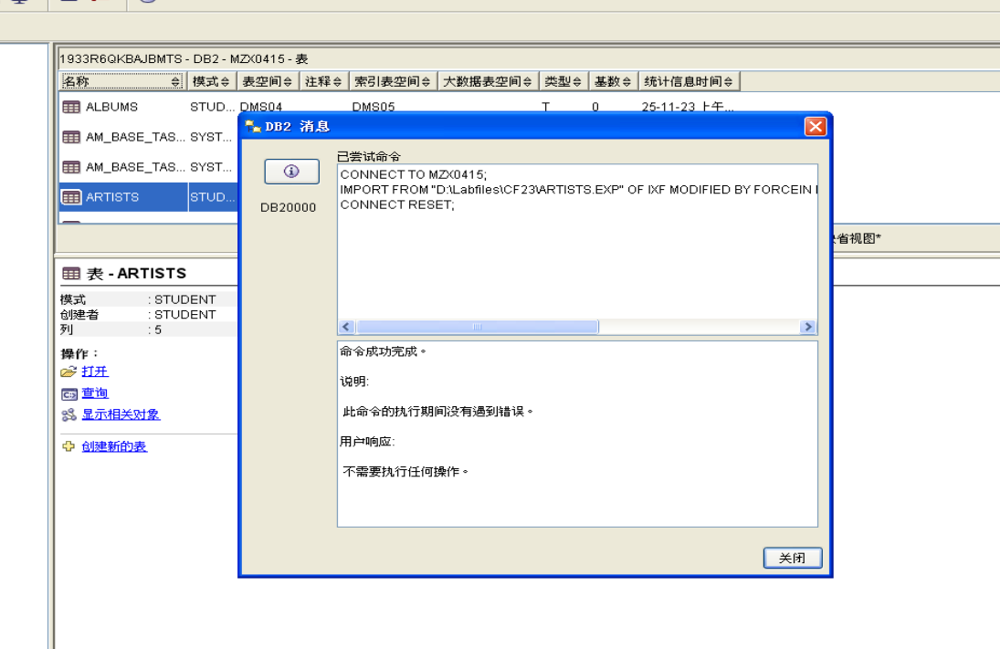 1933R6QKBAJBMTS - DB2 - MZX0415 - 表
名称 模式 表空间 注释 索引表空间 大数据表空间 类型 基数 统计信息时间
ALBUMS STUD... DMS04 DMS05 T 0 25-11-23 上午...
AM_BASE_TAS... SYST...
AM_BASE_TAS... SYST...
ARTISTS STUD...
省视图*
表 - ARTISTS
模式 : STUDENT
创建者 : STUDENT
列 : 5
操作：
打开
查询
显示相关对象
创建新的表
DB2 消息
DB20000
已尝试命令
CONNECT TO MZX0415;
IMPORT FROM "D:\Labfiles\CF23\ARTISTS.EXP" OF IXF MODIFIED BY FORCEIN
CONNECT RESET;
命令成功完成。
说明:
此命令的执行期间没有遇到错误。
用户响应:
不需要执行任何操作。
关闭